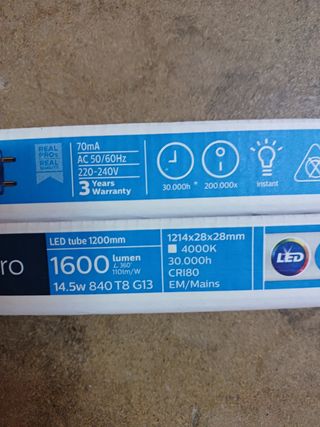 REAL
PROs
REAL
QUALITY
70mA
AC 50/60Hz
220-240V
3 Years
Warranty
30.000h
200.000x
Instant
ro
LED tube 1200mm
1600 lumen
∠ 360°
110lm/W
14.5w 840 T8 G13
1214x28x28mm
4000K
30.000h
CRI80
EM/Mains
LED